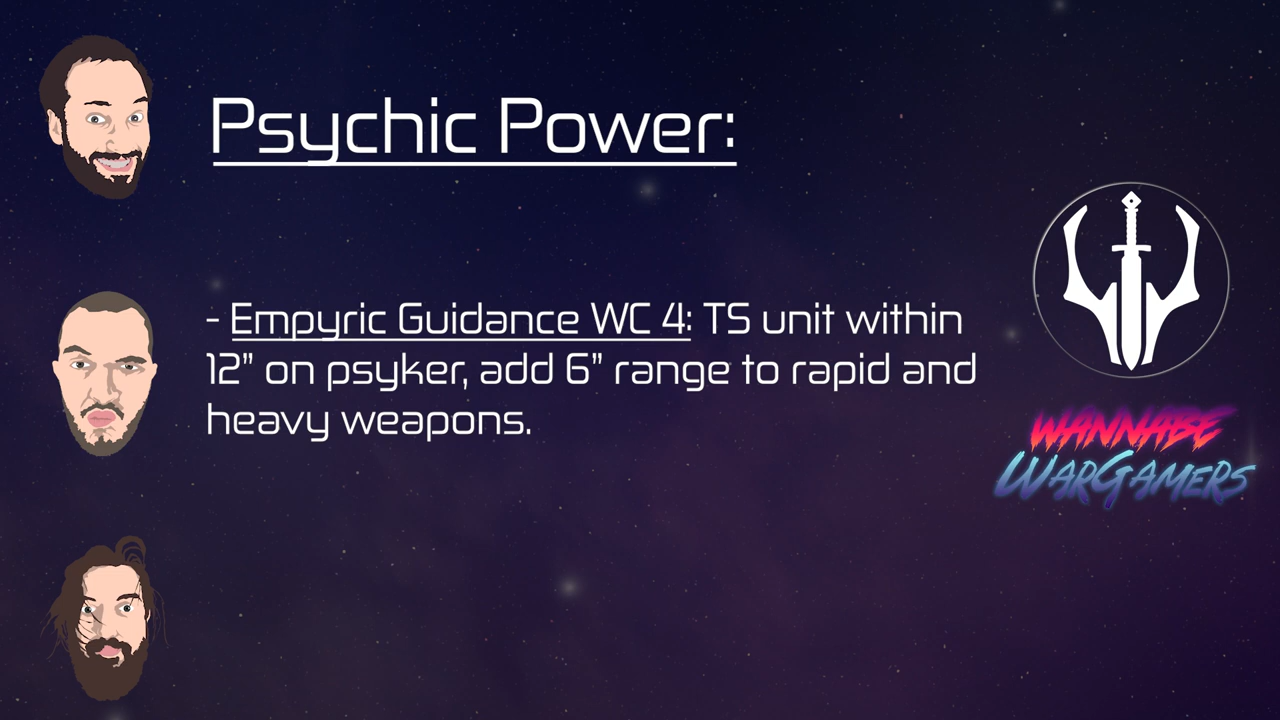 Psychic Power:
- Empyric Guidance WC 4: TS unit within
12” on psyker, add 6” range to rapid and
heavy weapons.
WANNABE
WARGAMERS